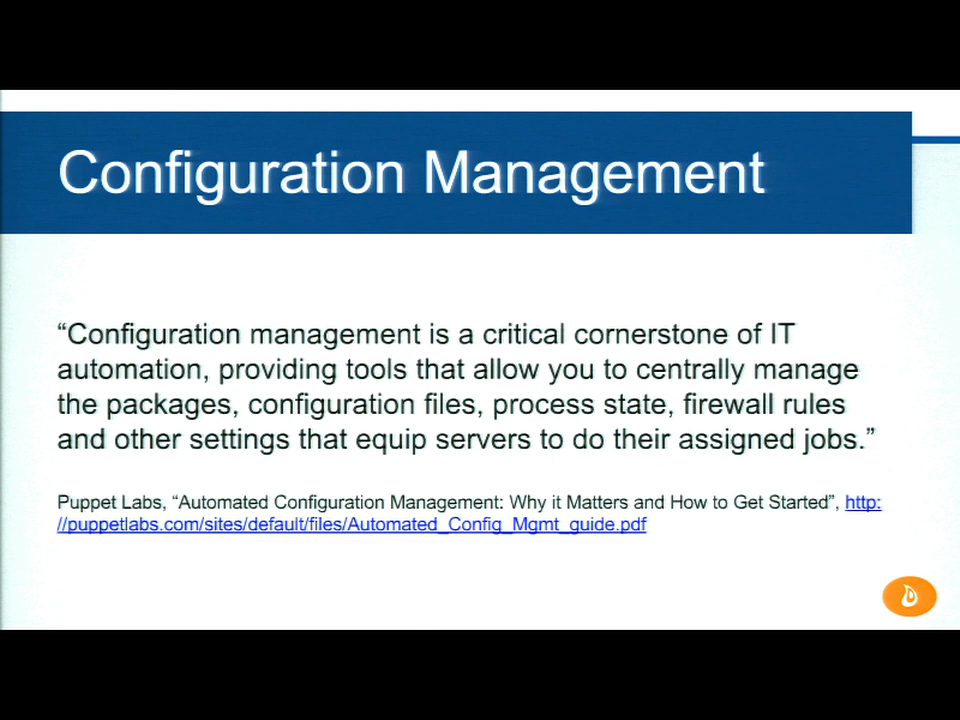 Configuration Management
“Configuration management is a critical cornerstone of IT
automation, providing tools that allow you to centrally manage
the packages, configuration files, process state, firewall rules
and other settings that equip servers to do their assigned jobs.”
Puppet Labs, “Automated Configuration Management: Why it Matters and How to Get Started”, http:
//puppetlabs.com/sites/default/files/Automated_Config_Mgmt_guide.pdf